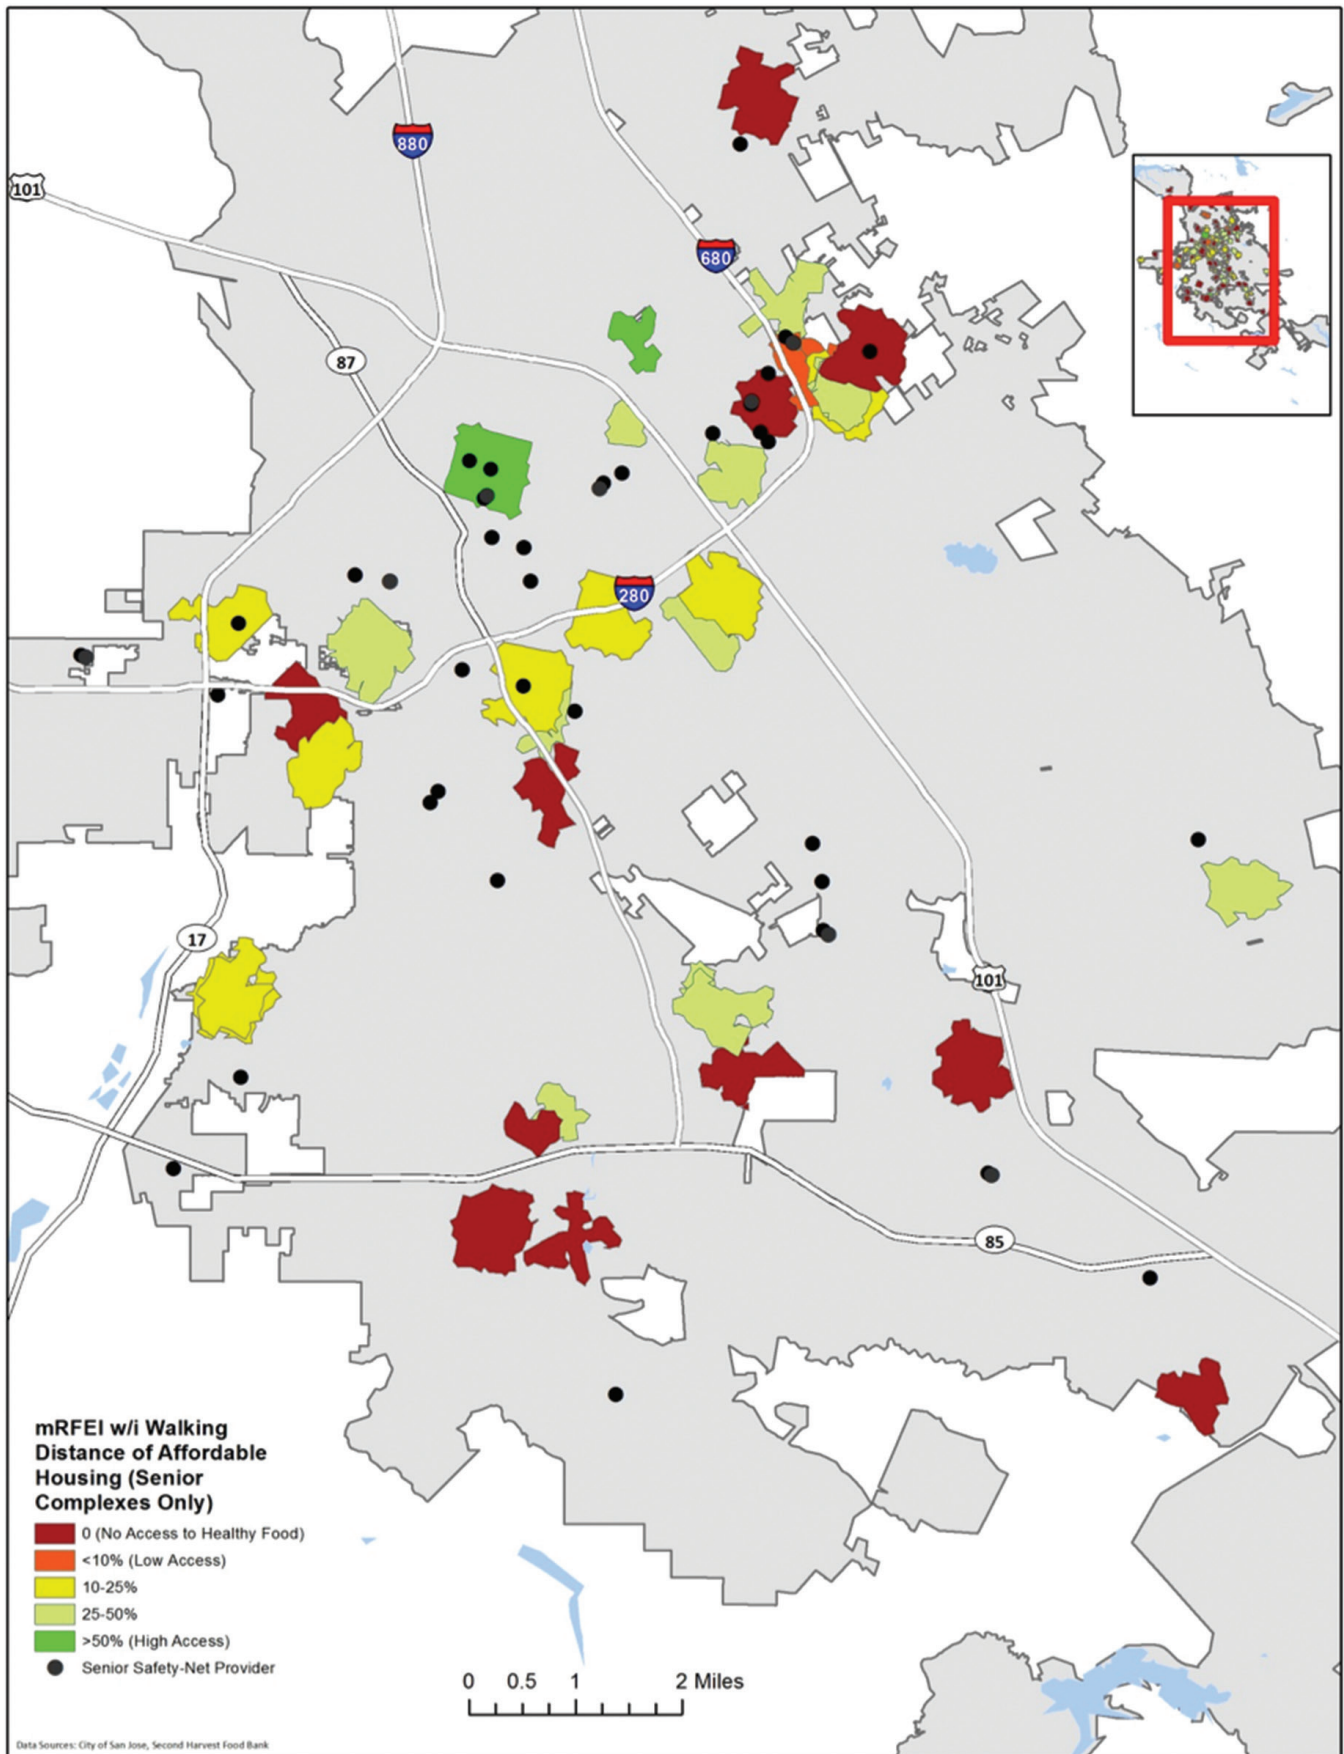 880
101
680
87
280
17
101
85
mRFEI w/i Walking
Distance of Affordable
Housing (Senior
Complexes Only)
0 (No Access to Healthy Food)
<10% (Low Access)
10-25%
25-50%
>50% (High Access)
Senior Safety-Net Provider
0 0.5 1 2 Miles
Data Sources: City of San Jose, Second Harvest Food Bank